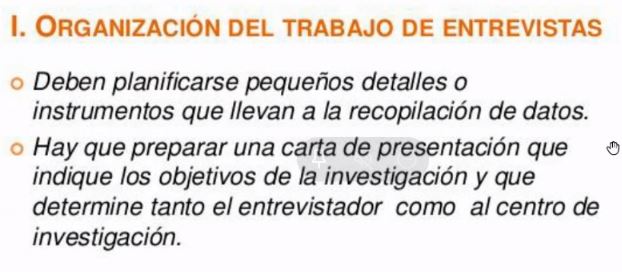 I. ORGANIZACIÓN DEL TRABAJO DE ENTREVISTAS
Deben planificarse pequeños detalles o
instrumentos que llevan a la recopilación de datos.
Hay que preparar una carta de presentación que
indique los objetivos de la investigación y que
determine tanto el entrevistador como al centro de
investigación.